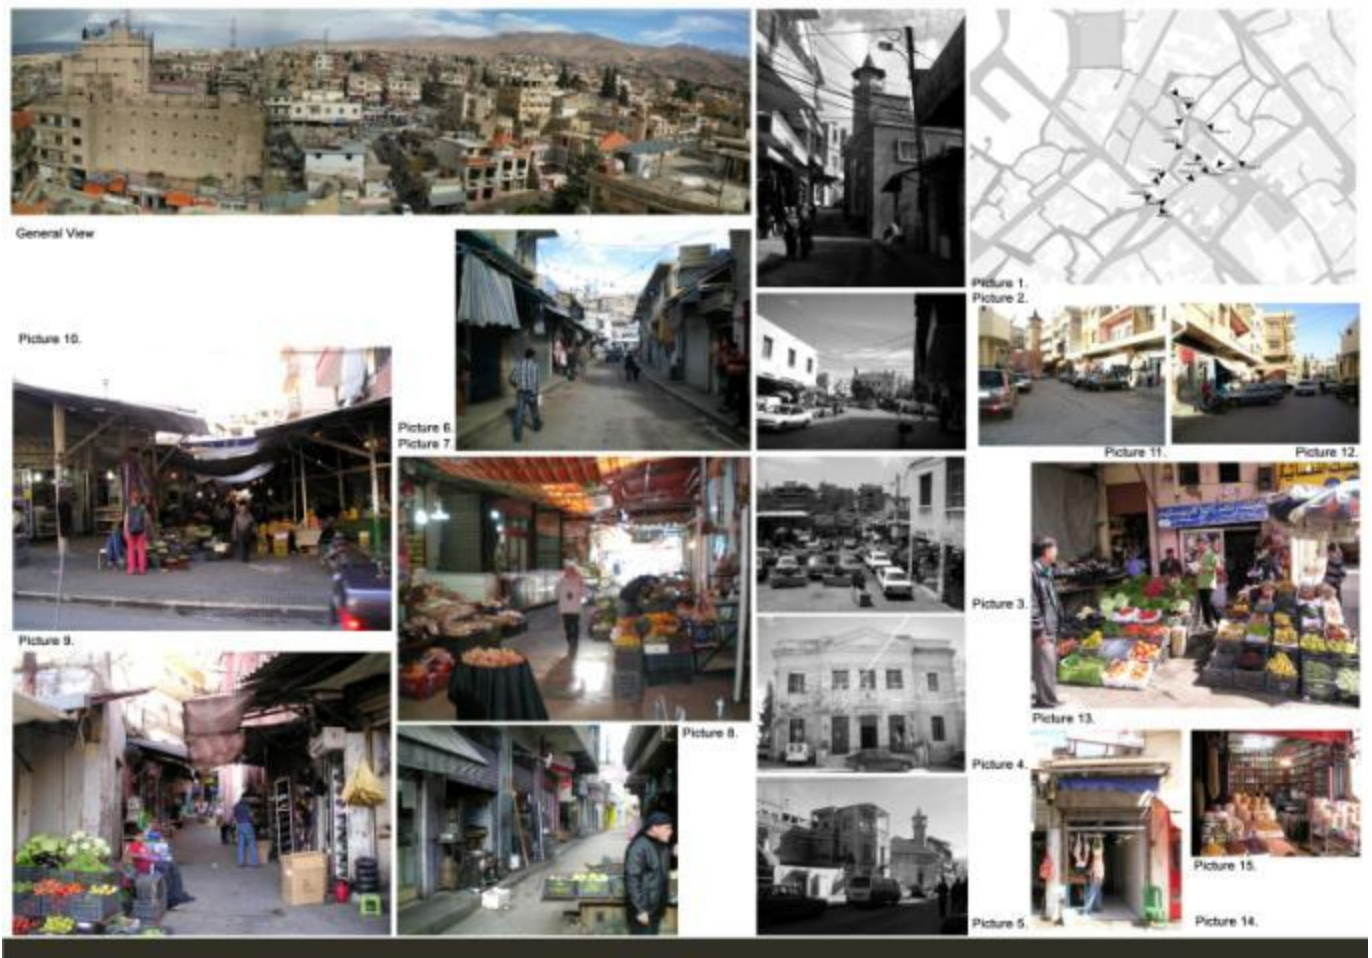 General View
Picture 1.
Picture 2.
Picture 10.
Picture 6.
Picture 7.
Picture 11.
Picture 12.
Picture 3.
Picture 9.
Picture 13.
Picture 8.
Picture 4.
Picture 15.
Picture 5.
Picture 14.